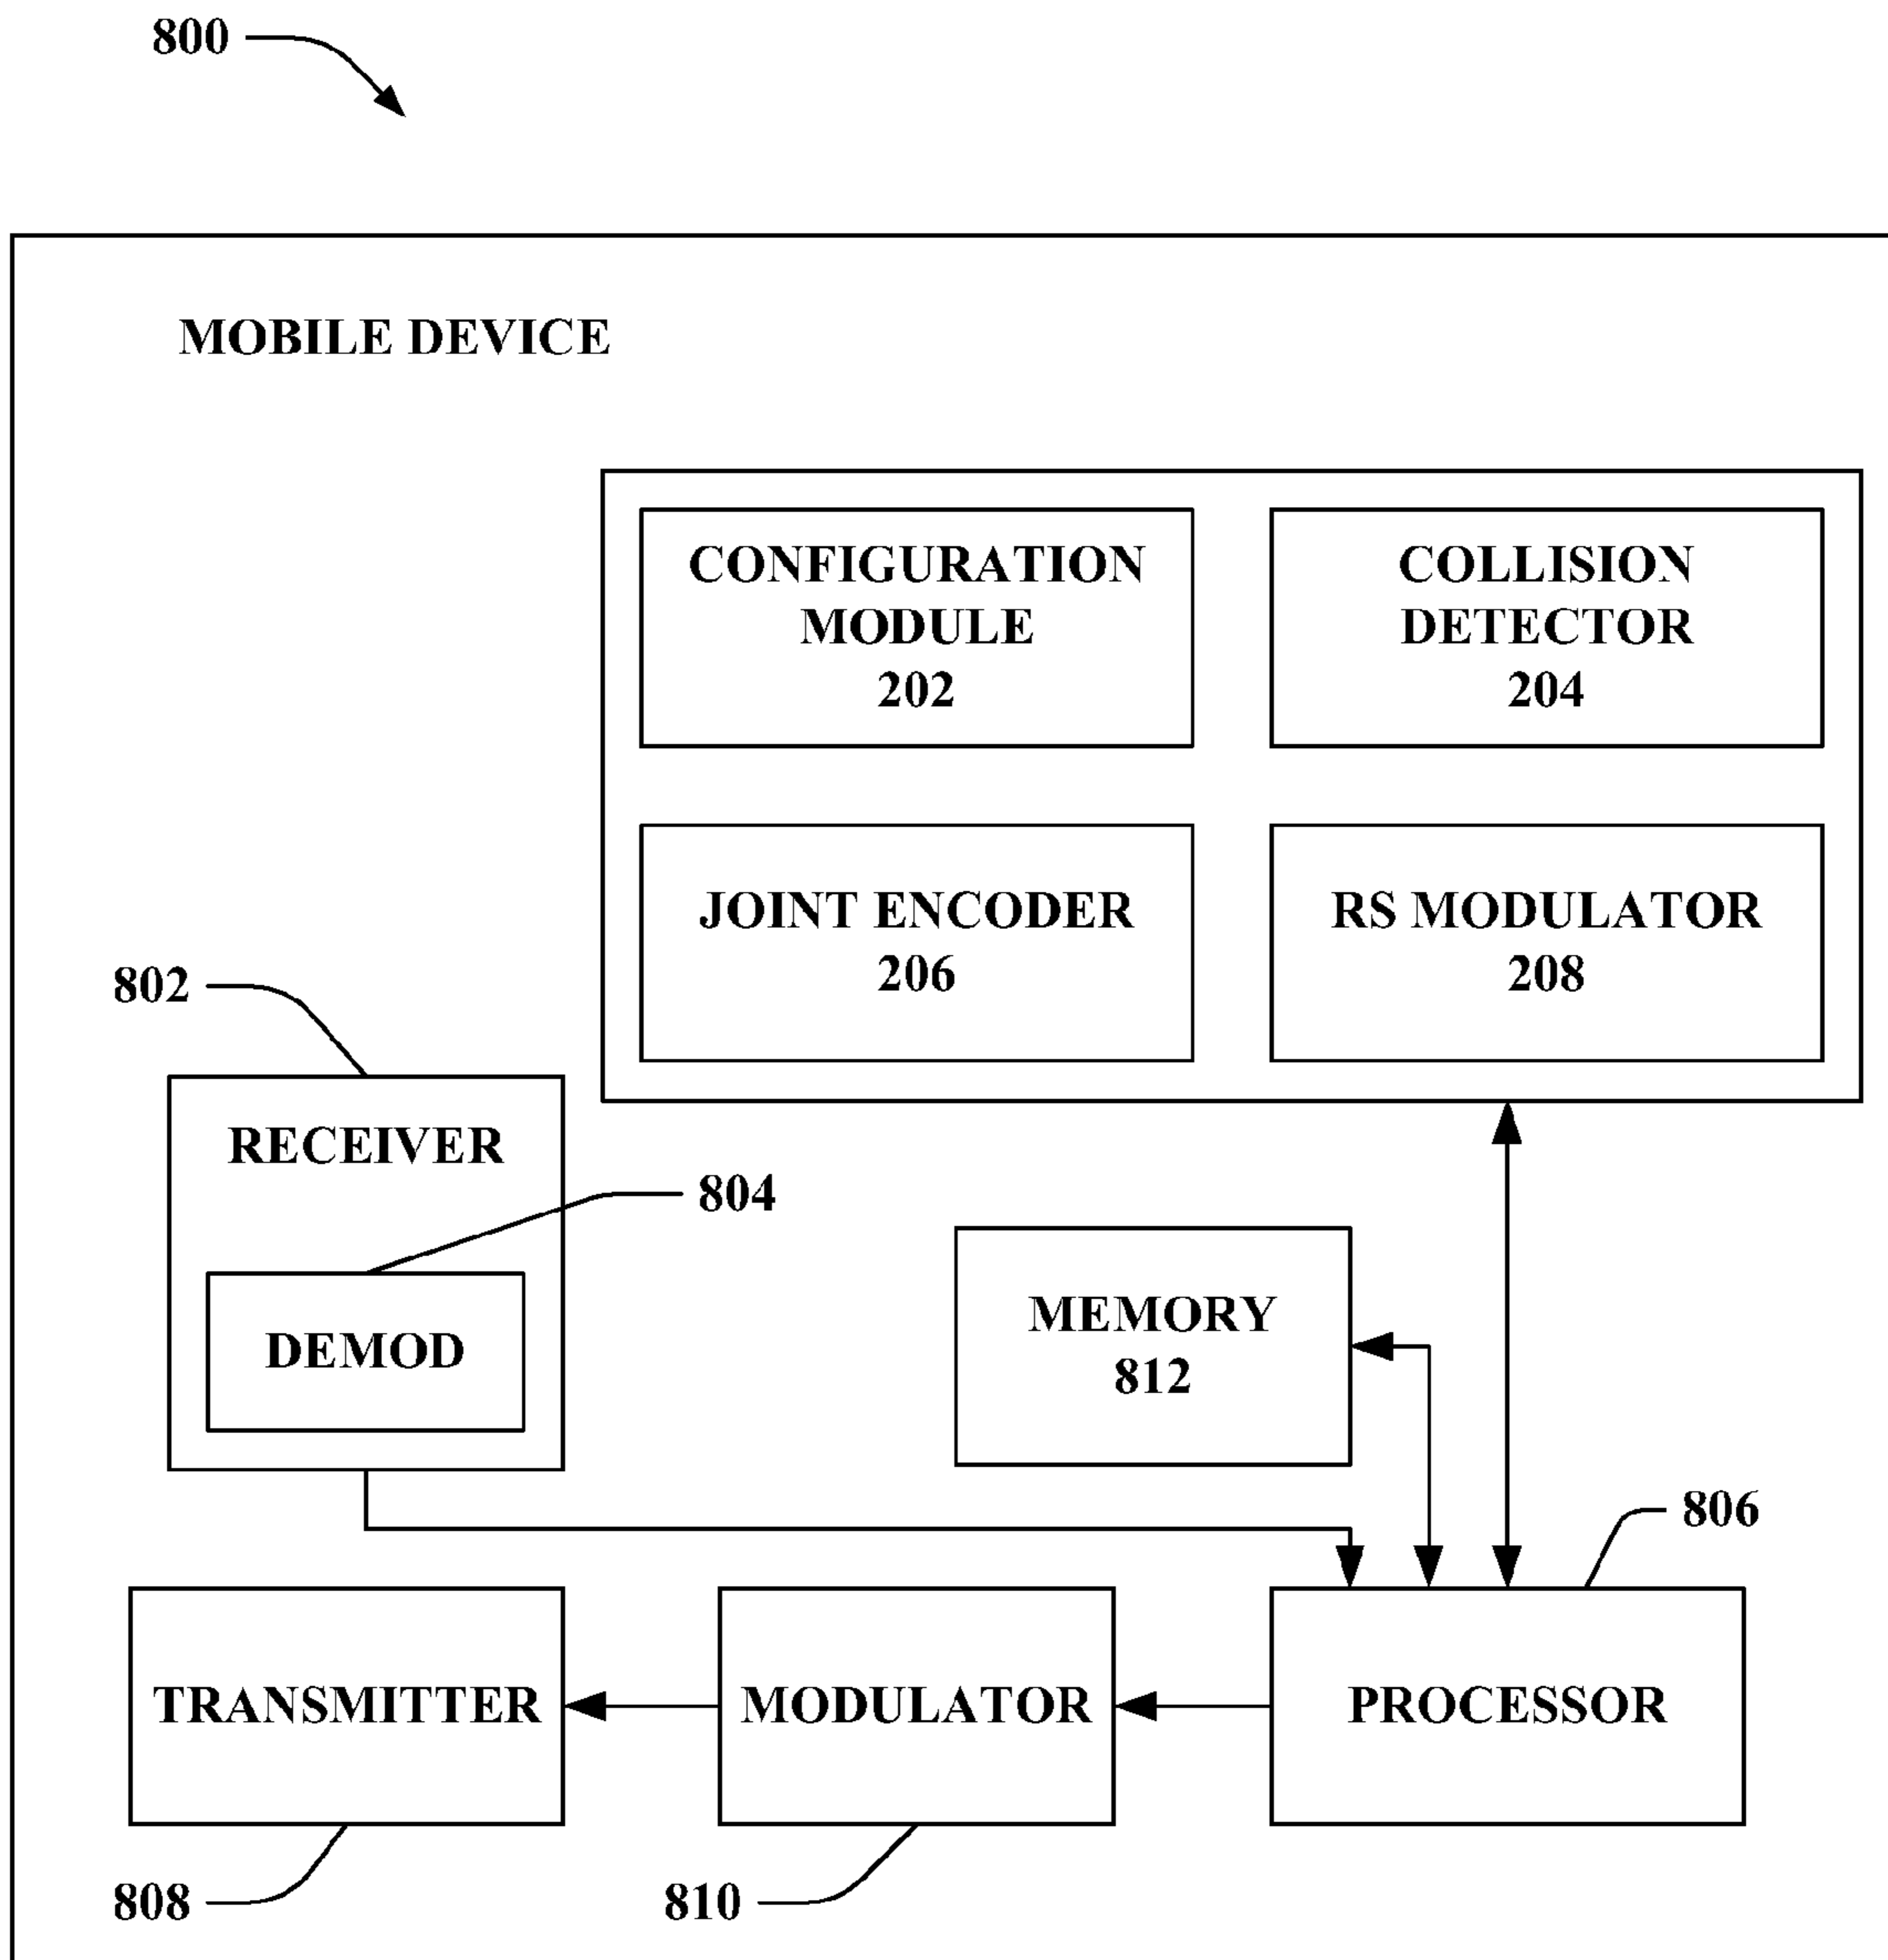 800
MOBILE DEVICE
CONFIGURATION
MODULE
202
COLLISION
DETECTOR
204
JOINT ENCODER
206
RS MODULATOR
208
802
RECEIVER
804
DEMOD
MEMORY
812
806
TRANSMITTER
MODULATOR
PROCESSOR
808
810